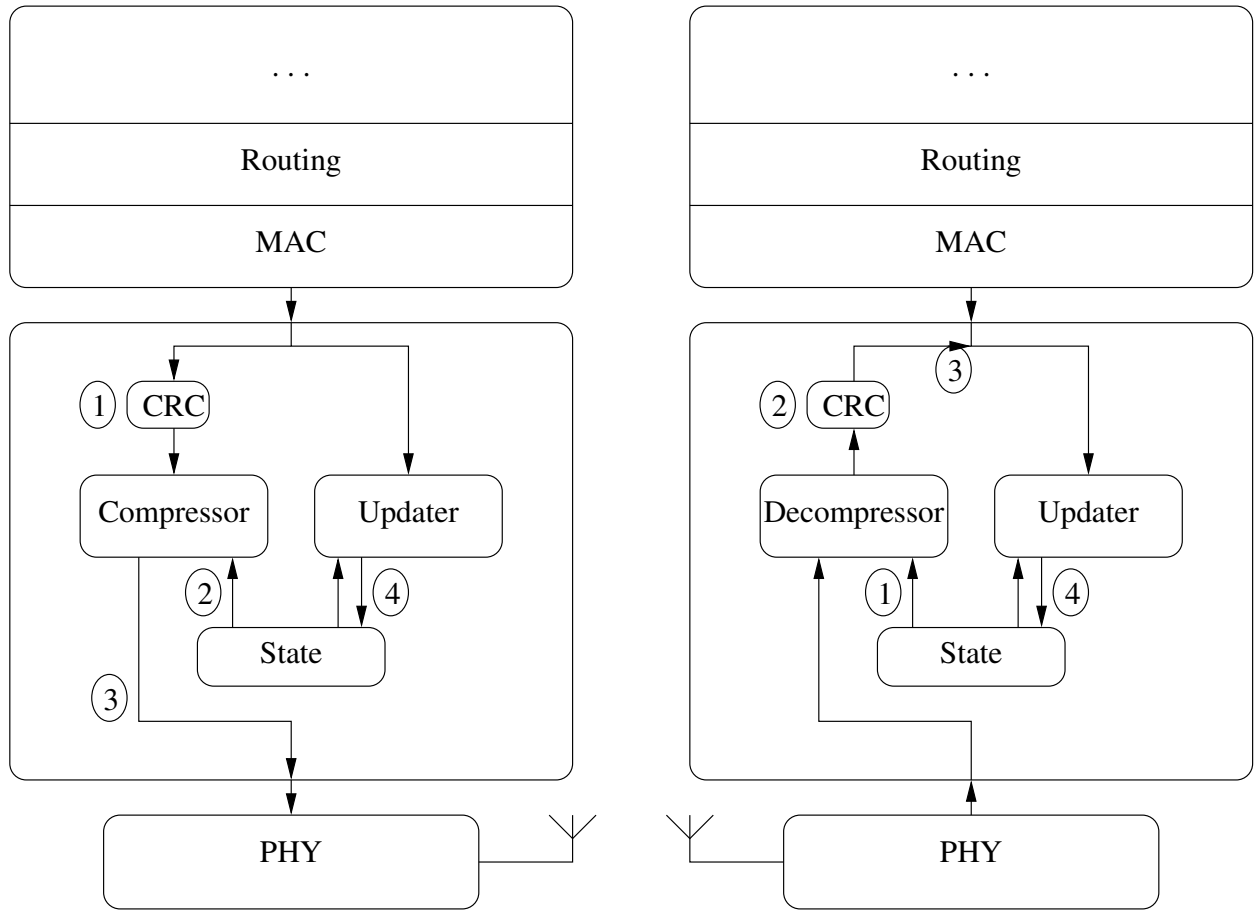 . . .
Routing
MAC
1
CRC
Compressor
Updater
2
4
State
3
PHY
. . .
Routing
MAC
3
2
CRC
Decompressor
Updater
1
4
State
PHY